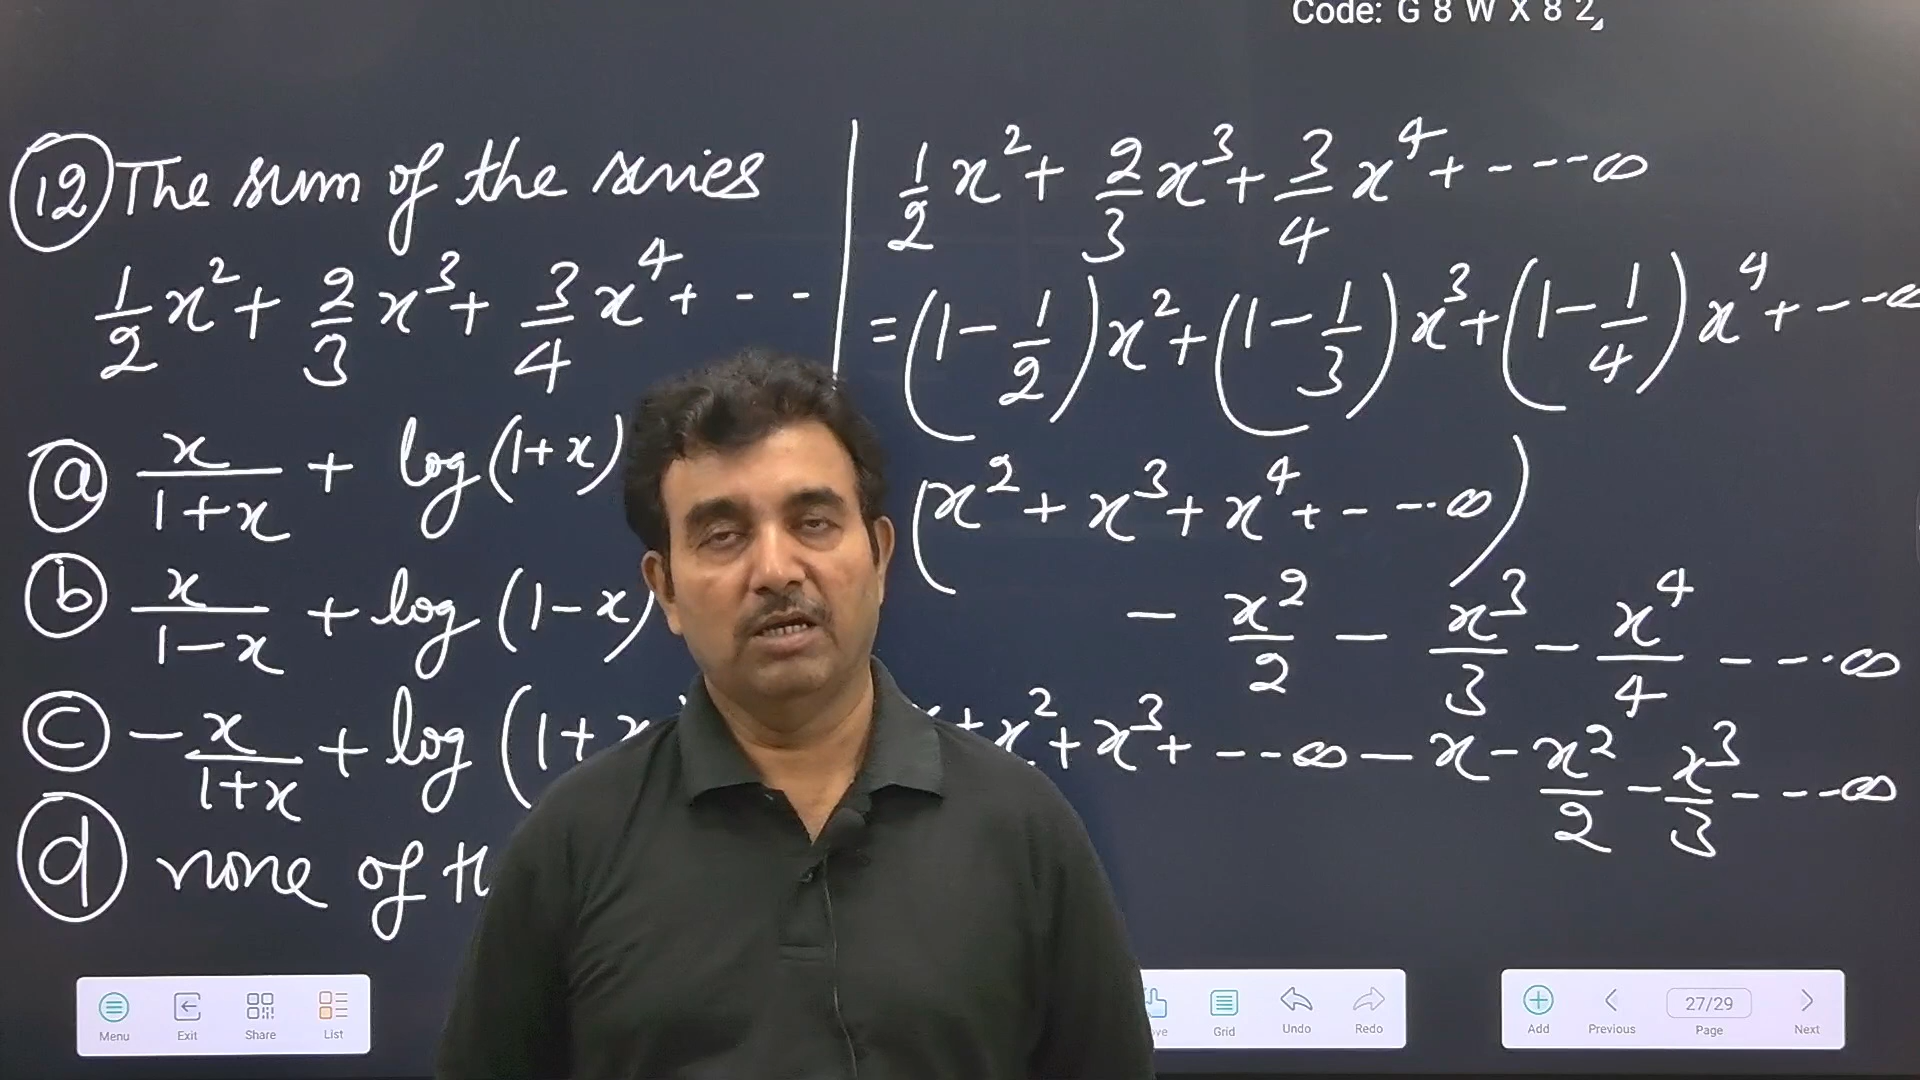 Code: G8WX82
(12) The sum of the series
1/2 x² + 2/3 x³ + 3/4 x⁴ + - -
(a) x/(1+x) + log(1+x)
(b) x/(1-x) + log(1-x)
(c) -x/(1+x) + log(1+x
(d) none of
1/2 x² + 2/3 x³ + 3/4 x⁴ + - - - ∞
= (1 - 1/2)x² + (1 - 1/3)x³ + (1 - 1/4)x⁴ + - - - ∞
(x² + x³ + x⁴ + - - - ∞)
- x²/2 - x³/3 - x⁴/4 - - - - ∞
+ x² + x³ + - - - ∞ - x - x²/2 - x³/3 - - - - ∞
Menu Exit Share List
Grid Undo Redo
Add Previous 27/29 Page Next